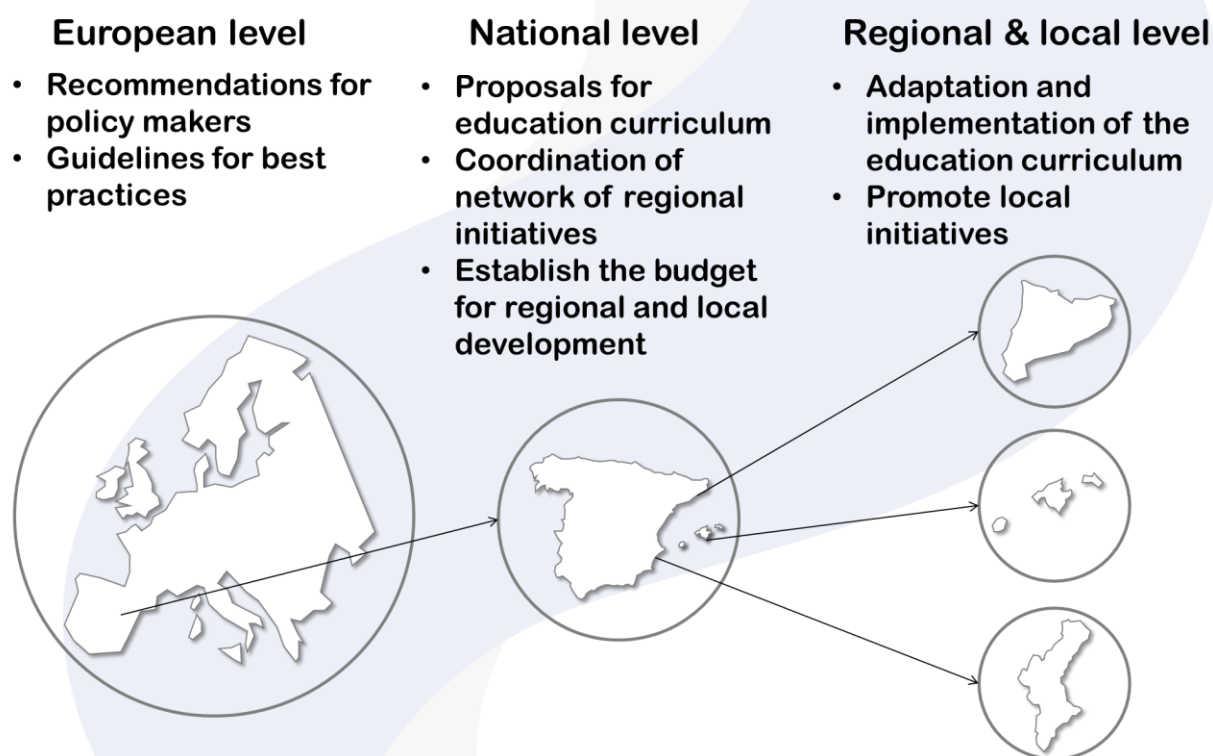 European level
• Recommendations for
policy makers
• Guidelines for best
practices
National level
• Proposals for
education curriculum
• Coordination of
network of regional
initiatives
• Establish the budget
for regional and local
development
Regional & local level
• Adaptation and
implementation of the
education curriculum
• Promote local
initiatives